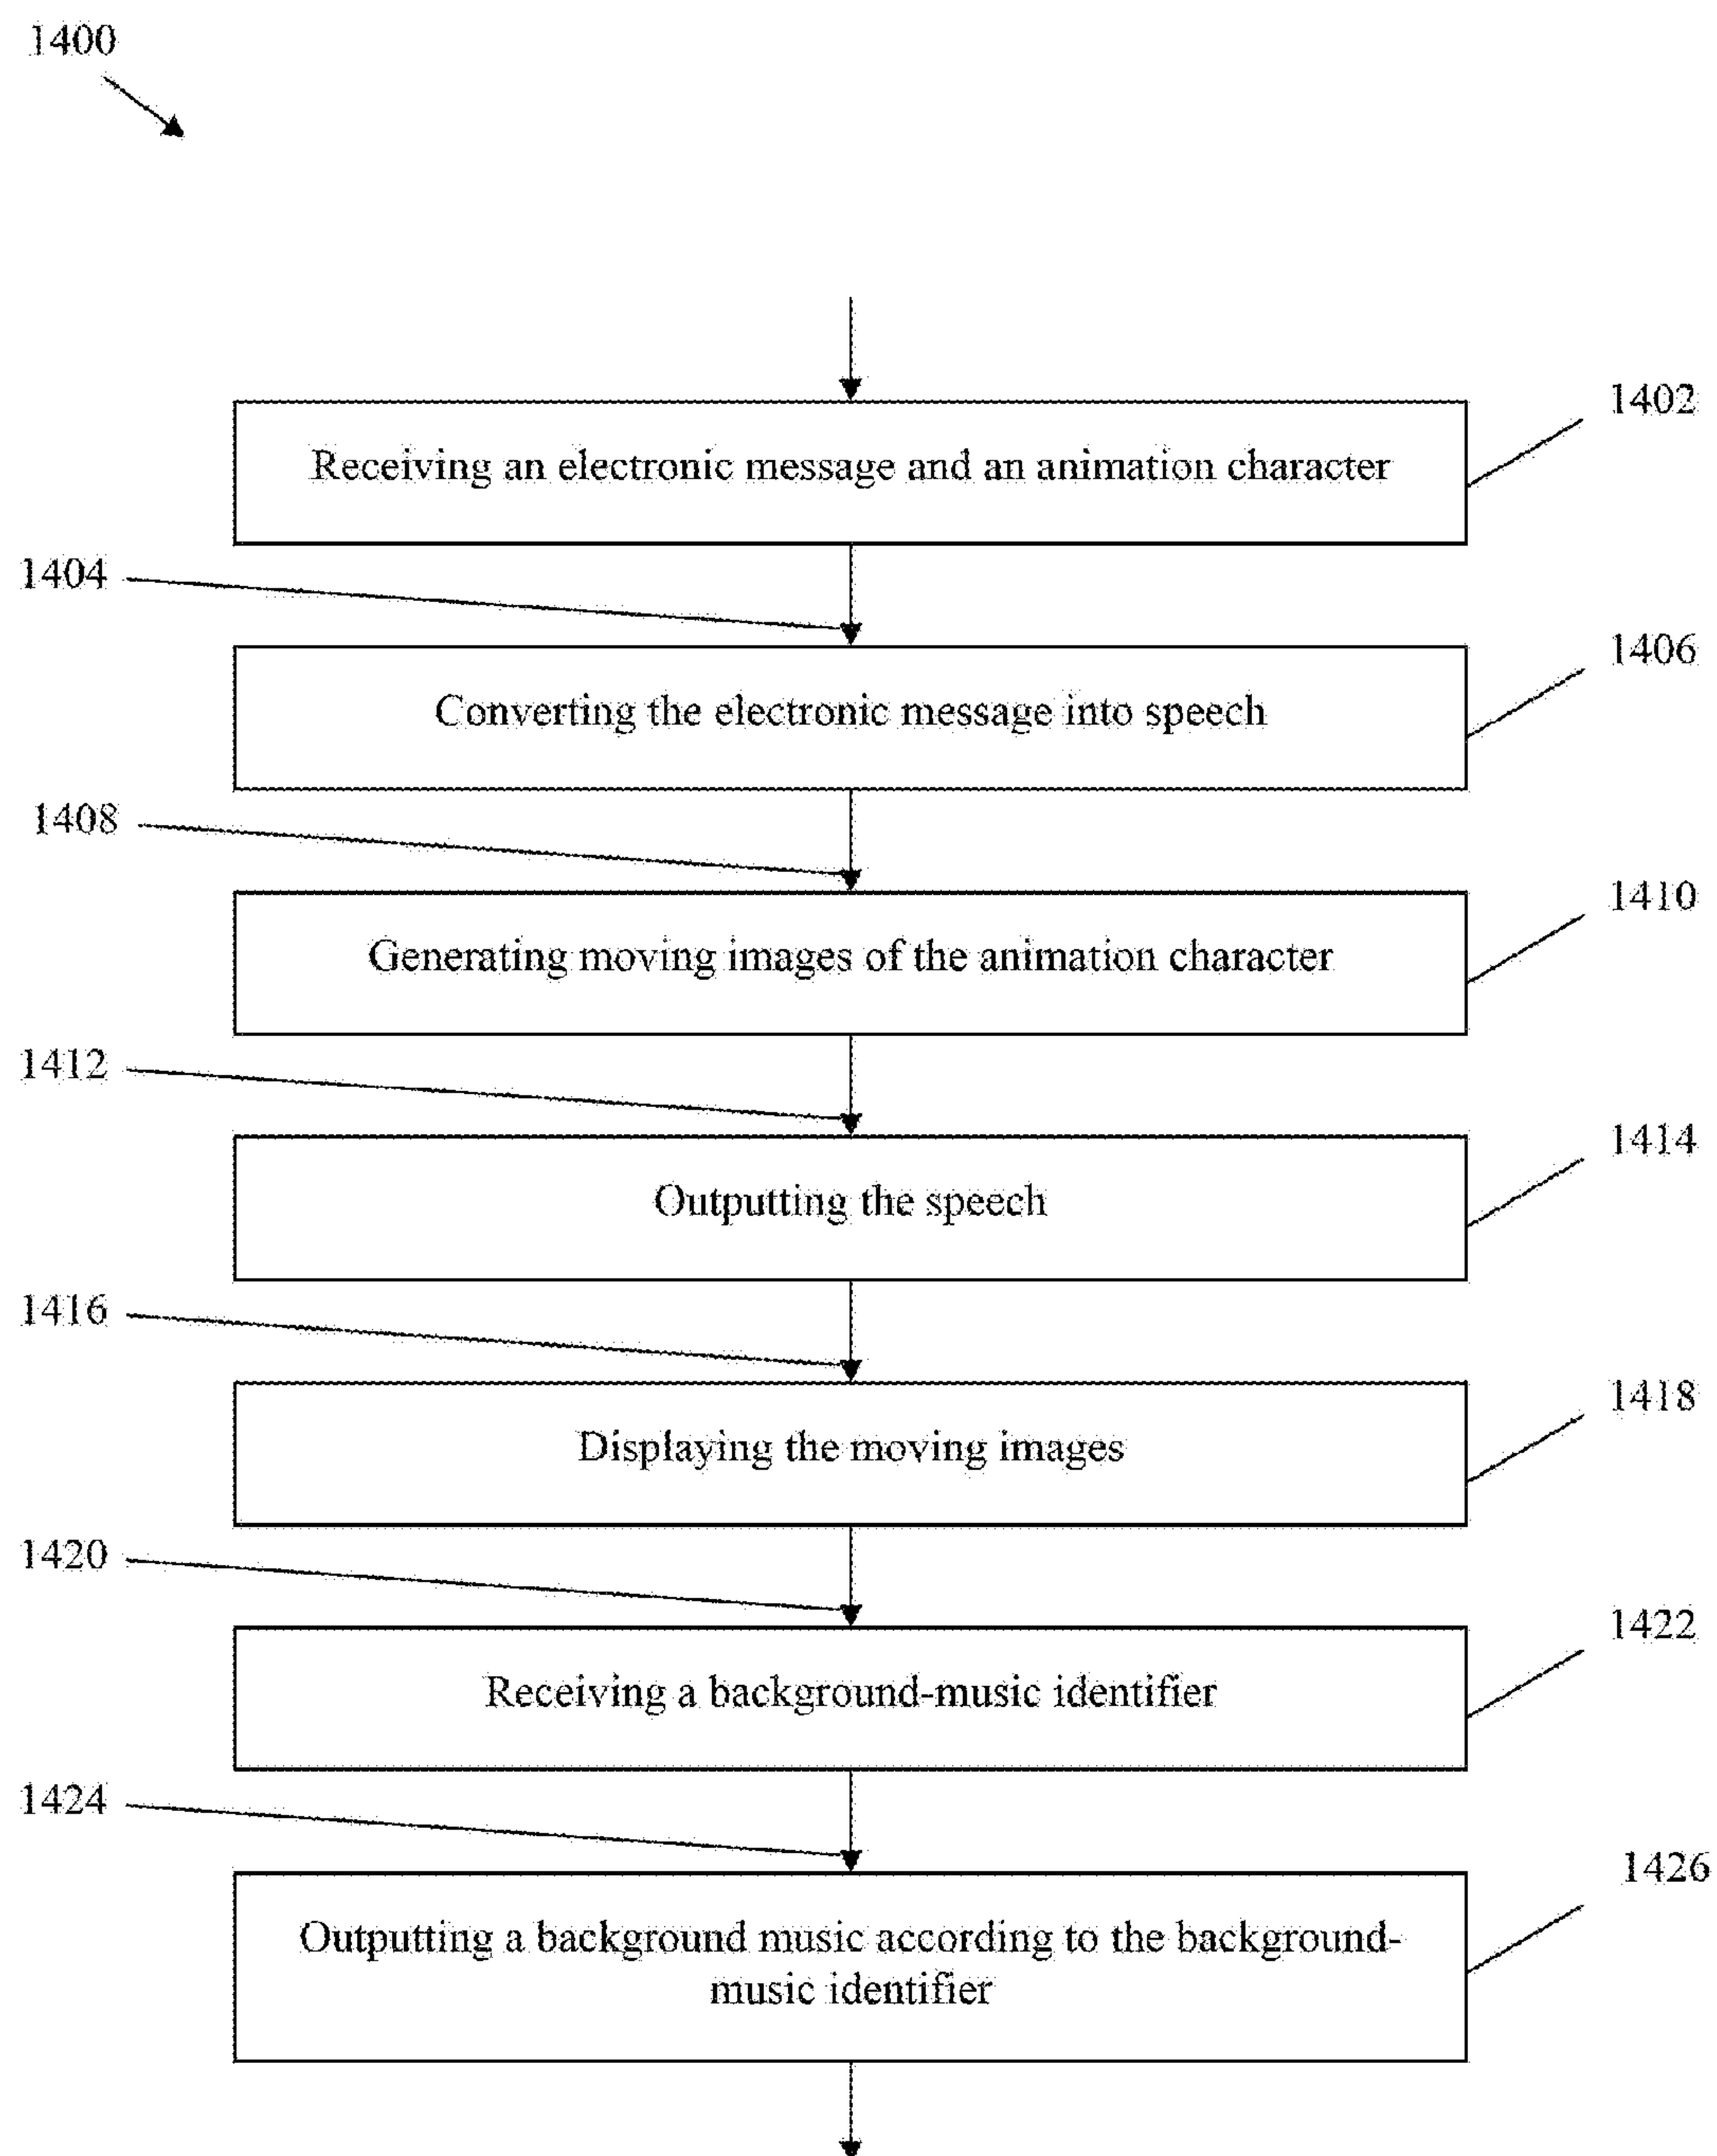 1400
1402
Receiving an electronic message and an animation character
1404
1406
Converting the electronic message into speech
1408
1410
Generating moving images of the animation character
1412
1414
Outputting the speech
1416
1418
Displaying the moving images
1420
1422
Receiving a background-music identifier
1424
1426
Outputting a background music according to the background-
music identifier